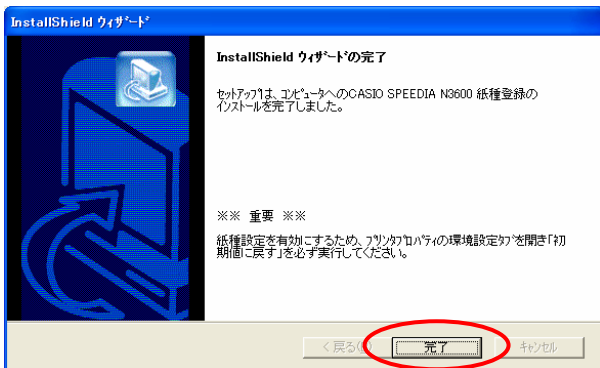 InstallShield ウィザード
InstallShield ウィザードの完了
セットアップは、コンピュータへのCASIO SPEEDIA N3600 紙種登録の
インストールを完了しました。
※※ 重要 ※※
紙種設定を有効にするため、プリンタプロパティの環境設定タブを開き「初
期値に戻す」を必ず実行してください。
< 戻る(
完了
キャンセル